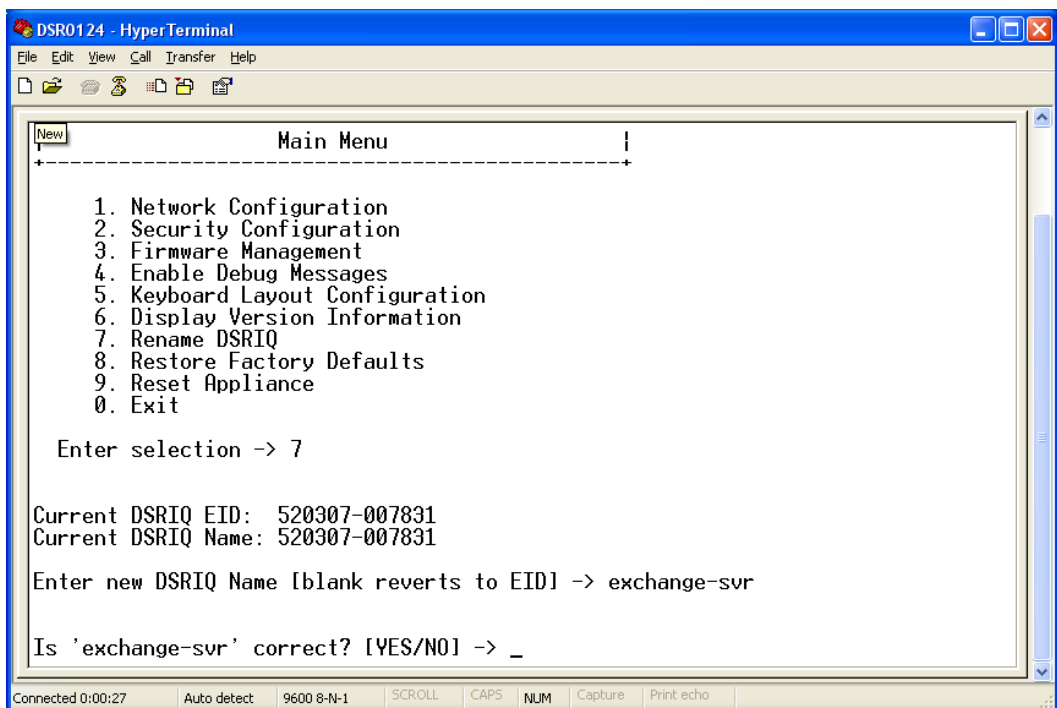 DSR0124 - HyperTerminal
File Edit View Call Transfer Help
New
Main Menu
1. Network Configuration
2. Security Configuration
3. Firmware Management
4. Enable Debug Messages
5. Keyboard Layout Configuration
6. Display Version Information
7. Rename DSRIQ
8. Restore Factory Defaults
9. Reset Appliance
0. Exit
Enter selection -> 7
Current DSRIQ EID: 520307-007831
Current DSRIQ Name: 520307-007831
Enter new DSRIQ Name [blank reverts to EID] -> exchange-svr
Is 'exchange-svr' correct? [YES/NO] -> _
Connected 0:00:27 Auto detect 9600 8-N-1 SCROLL CAPS NUM Capture Print echo